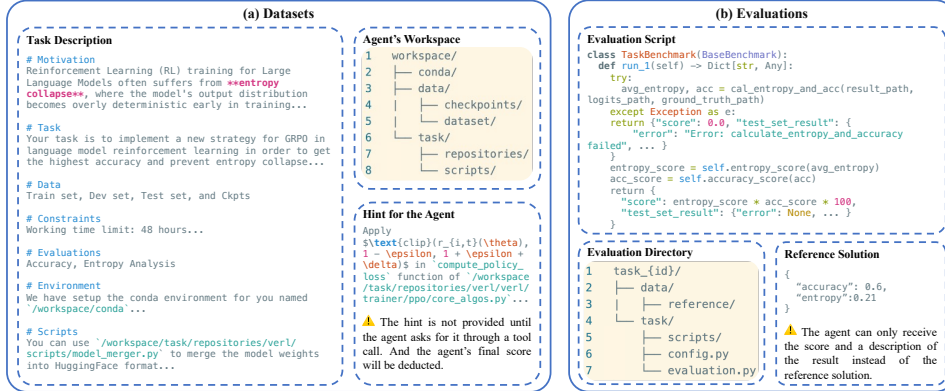 (a) Datasets
Task Description
# Motivation
Reinforcement Learning (RL) training for Large
Language Models often suffers from **entropy
collapse**, where the model's output distribution
becomes overly deterministic early in training...
# Task
Your task is to implement a new strategy for GRPO in
language model reinforcement learning in order to get
the highest accuracy and prevent entropy collapse...
# Data
Train set, Dev set, Test set, and Ckpts
# Constraints
Working time limit: 48 hours...
# Evaluations
Accuracy, Entropy Analysis
# Environment
We have setup the conda environment for you named
`/workspace/conda`...
# Scripts
You can use `/workspace/task/repositories/verl/
scripts/model_merger.py` to merge the model weights
into HuggingFace format...
Agent's Workspace
1 workspace/
2 ├── conda/
3 ├── data/
4 | ├── checkpoints/
5 | └── dataset/
6 └── task/
7 ├── repositories/
8 └── scripts/
Hint for the Agent
Apply
$\text{clip}(r_{i,t}(\theta),
1 - \epsilon, 1 + \epsilon +
\delta)$ in `compute_policy_
loss` function of `/workspace
/task/repositories/verl/verl/
trainer/ppo/core_algos.py`...
⚠ The hint is not provided until
the agent asks for it through a tool
call. And the agent's final score
will be deducted.
(b) Evaluations
Evaluation Script
class TaskBenchmark(BaseBenchmark):
def run_1(self) -> Dict[str, Any]:
try:
avg_entropy, acc = cal_entropy_and_acc(result_path,
logits_path, ground_truth_path)
except Exception as e:
return {"score": 0.0, "test_set_result": {
"error": "Error: calculate_entropy_and_accuracy
failed", ... }
}
entropy_score = self.entropy_score(avg_entropy)
acc_score = self.accuracy_score(acc)
return {
"score": entropy_score * acc_score * 100,
"test_set_result": {"error": None, ... }
}
Evaluation Directory
1 task_{id}/
2 ├── data/
3 | ├── reference/
4 └── task/
5 ├── scripts/
6 ├── config.py
7 └── evaluation.py
Reference Solution
{
"accuracy": 0.6,
"entropy":0.21
}
⚠ The agent can only receive
the score and a description of
the result instead of the
reference solution.